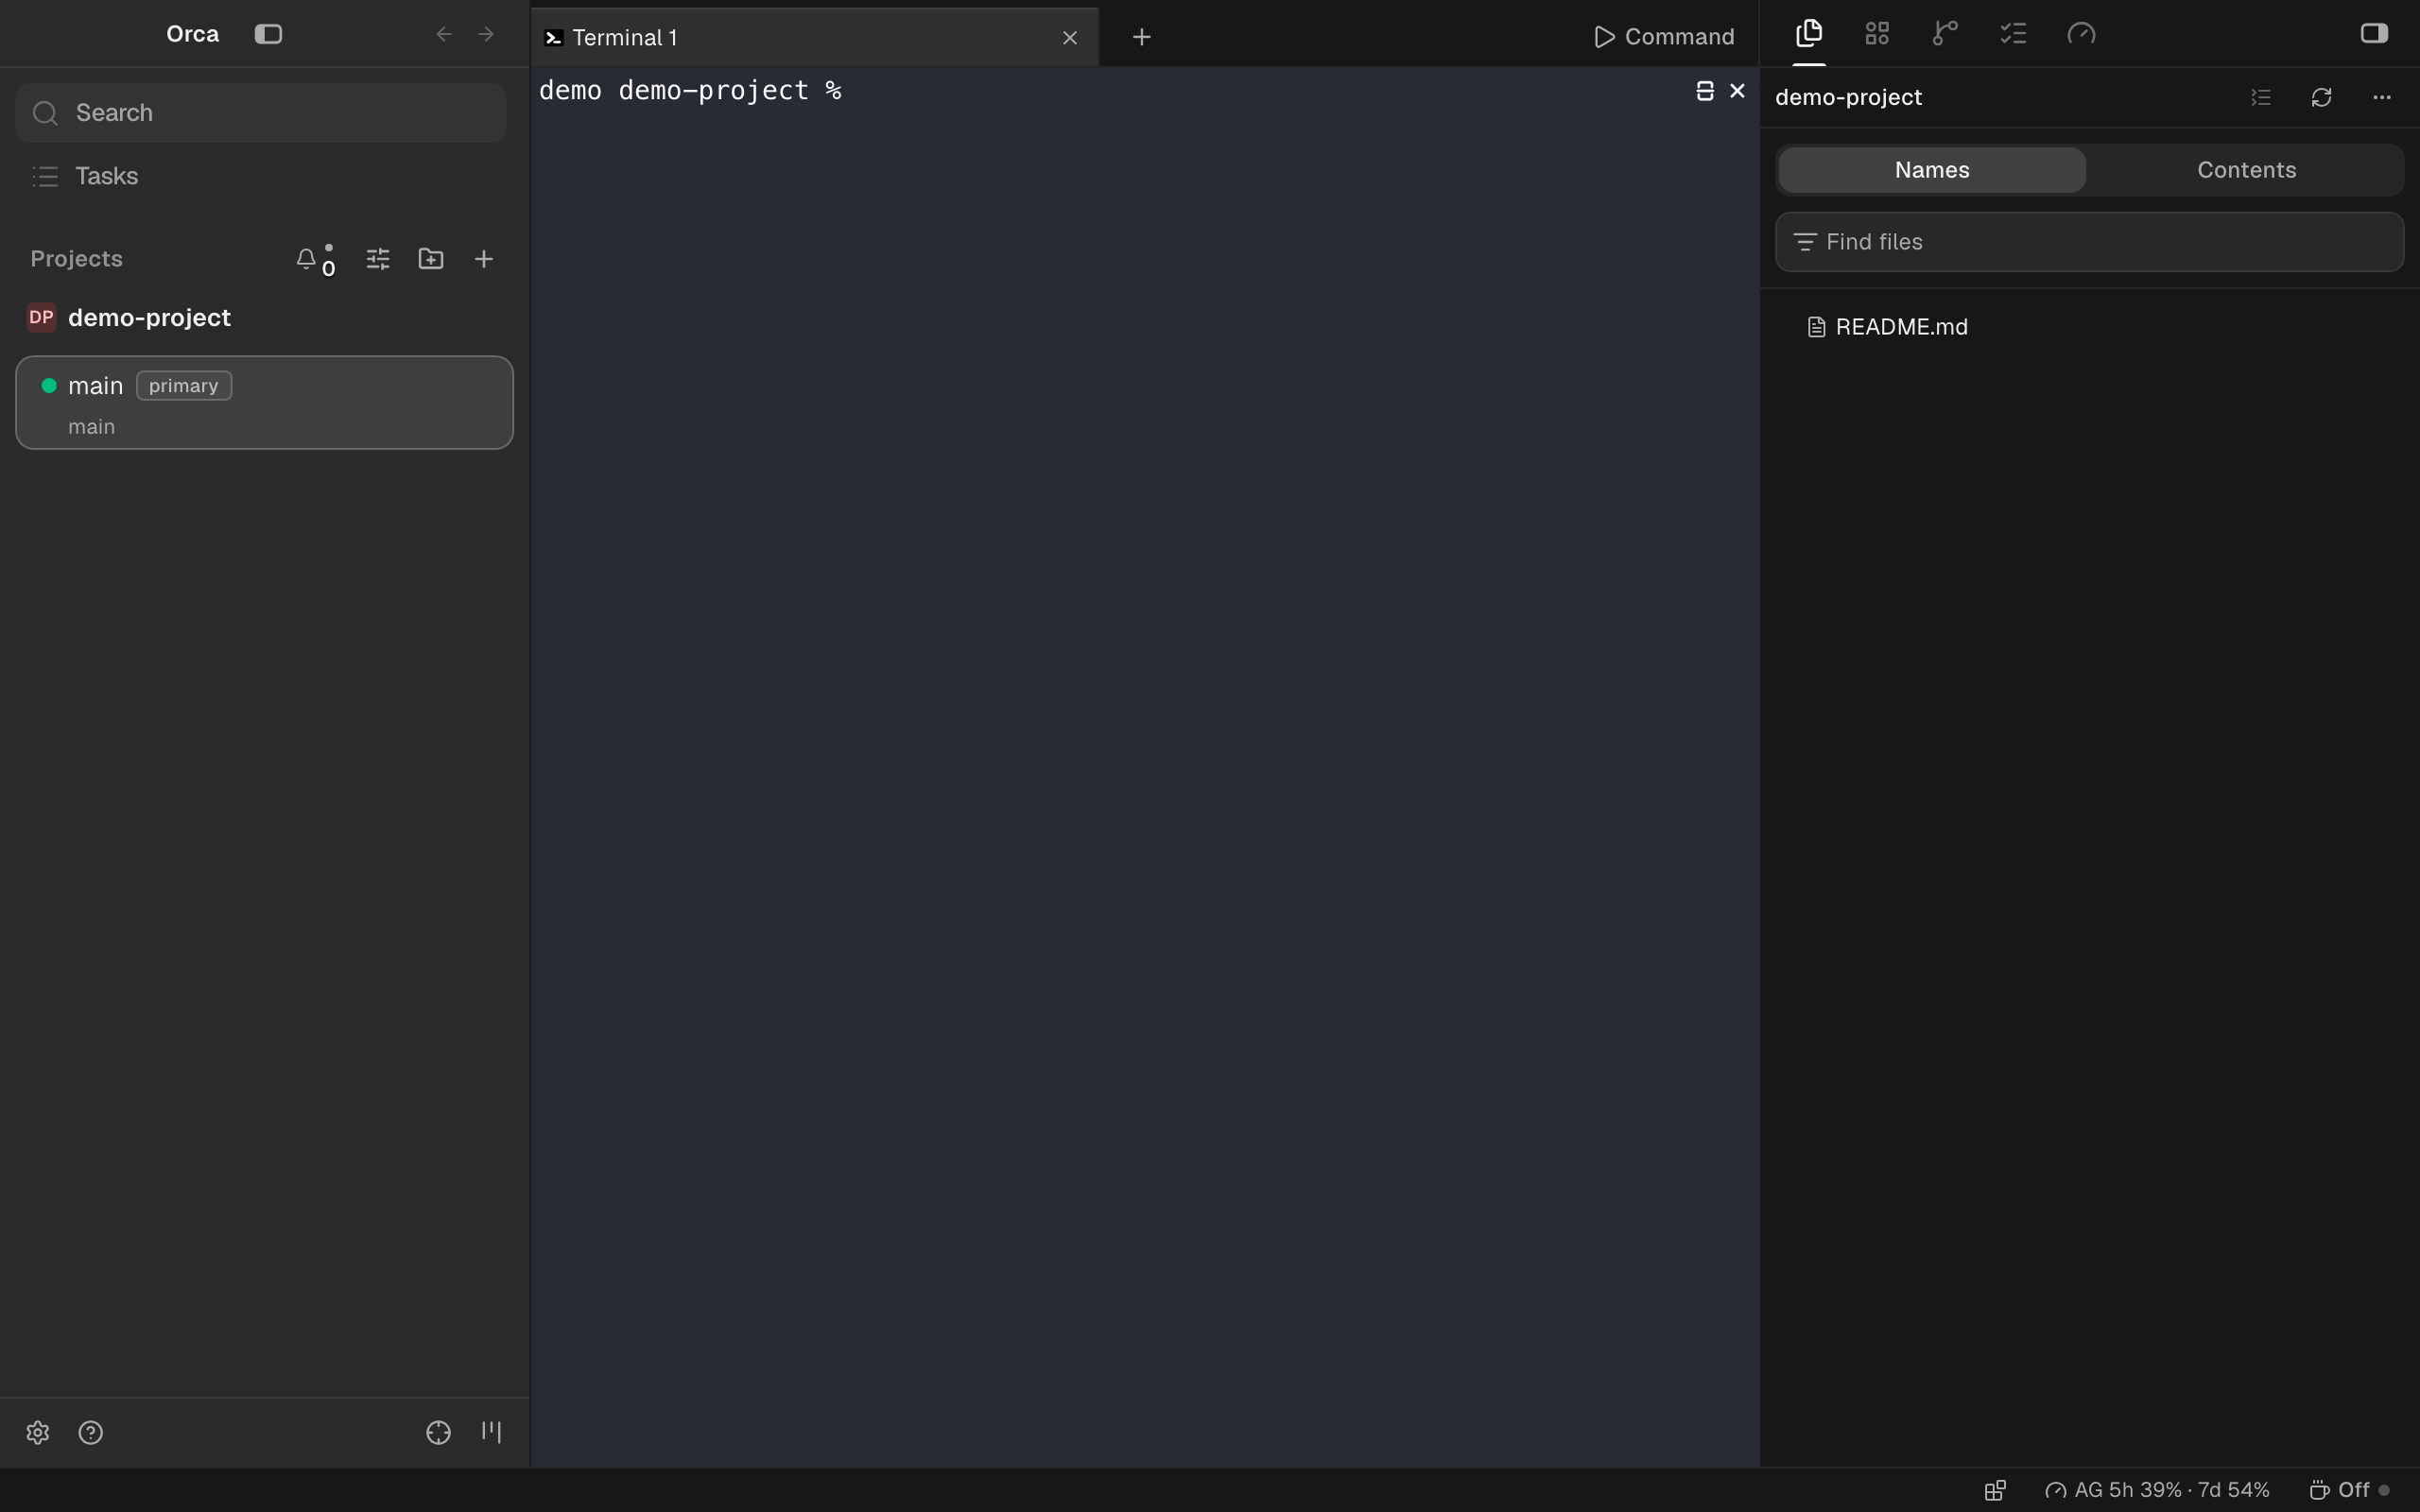 Orca
Search
Tasks
Projects
0
DP demo-project
main primary
main
Terminal 1
Command
demo demo-project %
demo-project
Names
Contents
Find files
README.md
AG 5h 39% · 7d 54%
Off